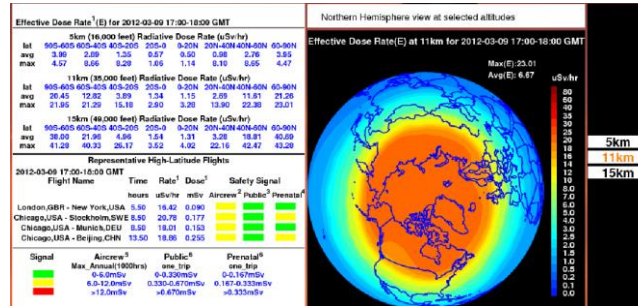 Effective Dose Rate1(E) for 2012-03-09 17:00-18:00 GMT
5km (16,000 feet) Radiative Dose Rate (uSv/hr)
lat 90S-60S 60S-40S 40S-20S 20S-0 0-20N 20N-40N 40N-60N 60-90N
avg 3.99 2.89 1.35 0.57 0.50 0.98 2.76 3.95
max 4.57 8.66 8.28 1.06 1.14 8.10 8.65 4.47
11km (36,000 feet) Radiative Dose Rate (uSv/hr)
lat 90S-60S 60S-40S 40S-20S 20S-0 0-20N 20N-40N 40N-60N 60-90N
avg 20.45 12.82 3.89 1.34 1.15 2.69 11.61 21.26
max 21.95 21.29 15.18 2.90 3.28 13.90 22.38 23.01
15km (49,000 feet) Radiative Dose Rate (uSv/hr)
lat 90S-60S 60S-40S 40S-20S 20S-0 0-20N 20N-40N 40N-60N 60-90N
avg 38.00 21.98 4.96 1.54 1.31 3.28 18.81 40.69
max 41.28 40.33 26.17 3.52 4.02 22.16 42.47 43.20
Representative High-Latitude Flights
2012-03-09 17:00-18:00 GMT
Flight Name Time Rate1 Dose1 Safety Signal
hours uSv/hr mSv Aircrew2 Public3 Prenatal4
London,GBR - New York,USA 5.50 16.42 0.090
Chicago,USA - Stockholm,SWE 8.50 20.78 0.177
Chicago,USA - Munich,DEU 8.50 18.01 0.153
Chicago,USA - Beijing,CHN 13.50 18.86 0.255
Signal Aircrew5 Public6 Prenatal6
Max_Annual(1000hrs) one_trip one_trip
0-6.0mSv 0-0.330mSv 0-0.167mSv
6.0-12.0mSv 0.330-0.670mSv 0.167-0.333mSv
>12.0mSv >0.670mSv >0.333mSv
Northern Hemisphere view at selected altitudes
Effective Dose Rate(E) at 11km for 2012-03-09 17:00-18:00 GMT
Max(E):23.01
Avg(E): 6.67
uSv/hr
80
5km
11km
15km